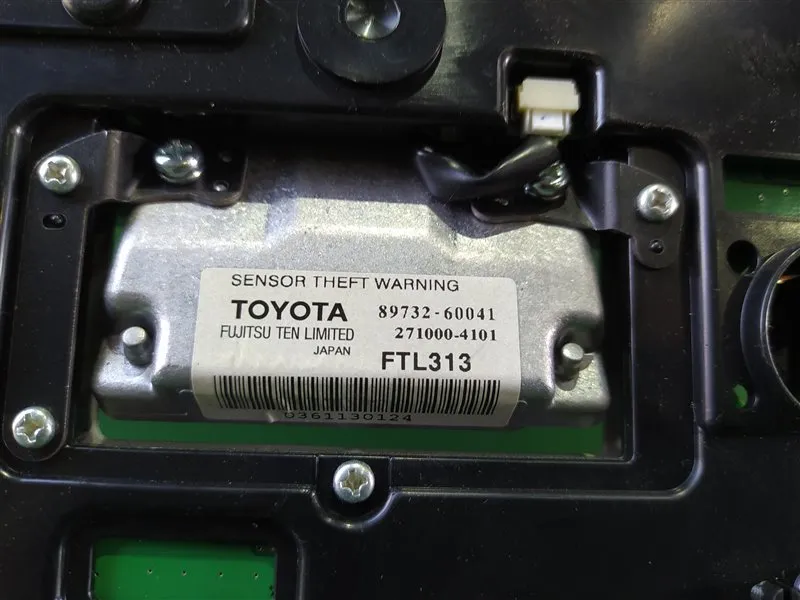 SENSOR THEFT WARNING
TOYOTA 89732-60041
FUJITSU TEN LIMITED 271000-4101
JAPAN FTL313
0361130124